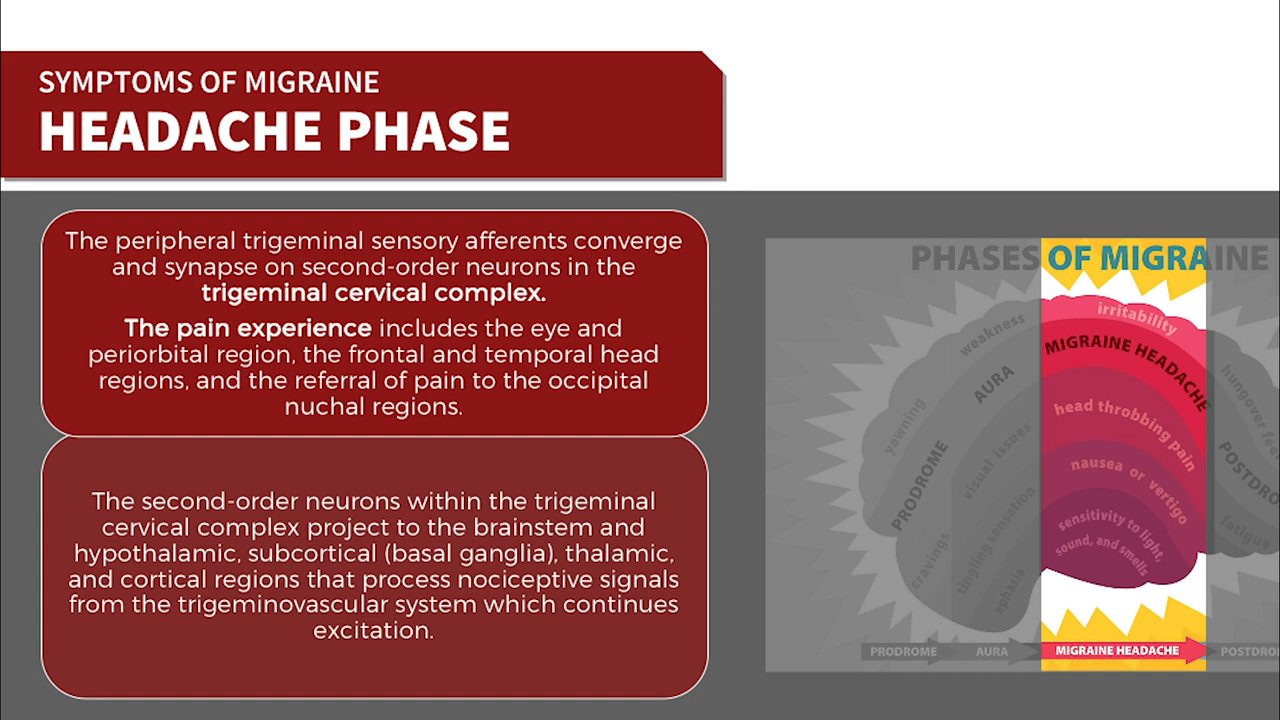 SYMPTOMS OF MIGRAINE
HEADACHE PHASE
The peripheral trigeminal sensory afferents converge
and synapse on second-order neurons in the
trigeminal cervical complex.
The pain experience includes the eye and
periorbital region, the frontal and temporal head
regions, and the referral of pain to the occipital
nuchal regions.
The second-order neurons within the trigeminal
cervical complex project to the brainstem and
hypothalamic, subcortical (basal ganglia), thalamic,
and cortical regions that process nociceptive signals
from the trigeminovascular system which continues
excitation.
PHASES OF MIGRAINE
yawning
PRODROME
cravings
weakness
AURA
visual issues
tingling sensation
aphasia
irritability
MIGRAINE HEADACHE
head throbbing pain
nausea or vertigo
sensitivity to light,
sound, and smells
hungover fee
POSTDRO
fatigue
PRODROME
AURA
MIGRAINE HEADACHE
POSTDRO